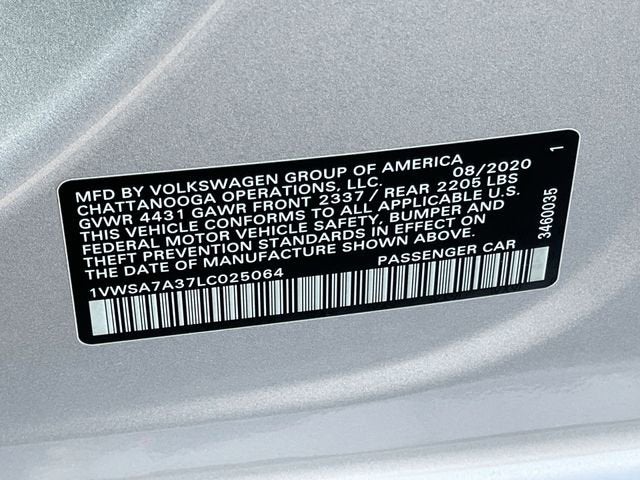 MFD BY VOLKSWAGEN GROUP OF AMERICA 08/2020
CHATTANOOGA OPERATIONS, LLC.
GVWR 4431 GAWR FRONT 2337 / REAR 2205 LBS
THIS VEHICLE CONFORMS TO ALL APPLICABLE U.S.
FEDERAL MOTOR VEHICLE SAFETY, BUMPER AND
THEFT PREVENTION STANDARDS IN EFFECT ON
THE DATE OF MANUFACTURE SHOWN ABOVE.
1VWSA7A37LC025064 PASSENGER CAR
3460035 1